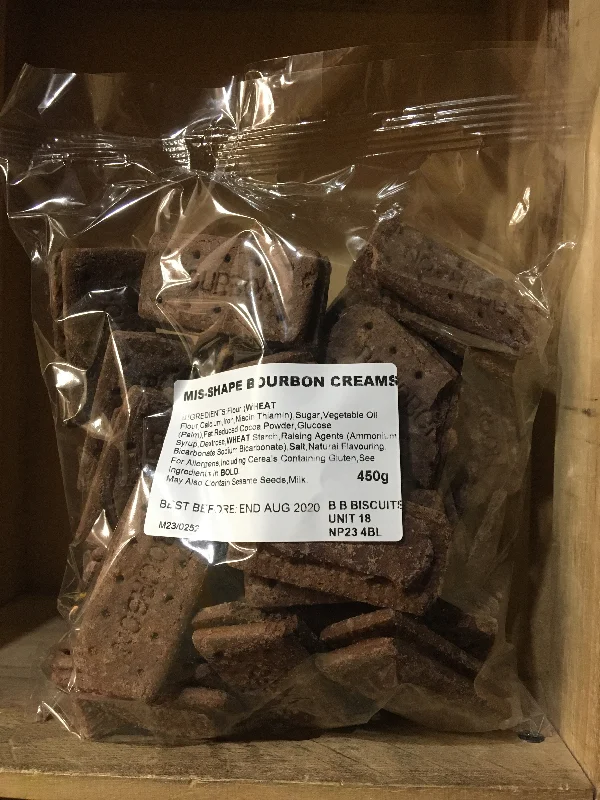 BOURBON
BOURBON
MIS-SHAPE BOURBON CREAMS
INGREDIENTS Flour (WHEAT
Flour,Calcium,Iron,Niacin Thiamin),Sugar,Vegetable Oil
(Palm),Fat Reduced Cocoa Powder,Glucose
Syrup,Dextrose,WHEAT Starch,Raising Agents (Ammonium
Bicarbonate Sodium Bicarbonate),Salt,Natural Flavouring.
For Allergens,Including Cereals Containing Gluten,See
Ingredients in BOLD
May Also Contain Sesame Seeds,Milk.
450g
BEST BEFORE: END AUG 2020
B B BISCUITS
UNIT 18
M23/0252
NP23 4BL
BOURBON